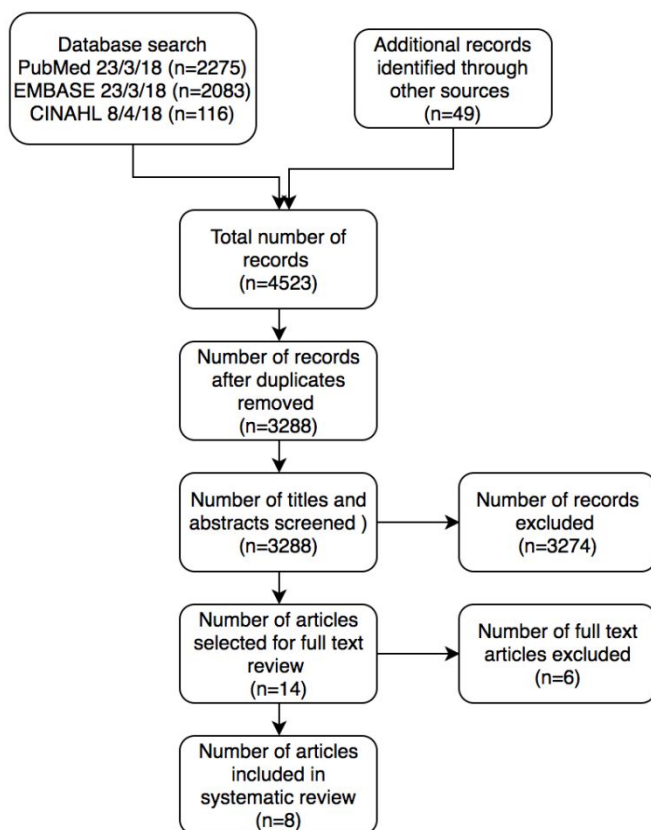 Database search
PubMed 23/3/18 (n=2275)
EMBASE 23/3/18 (n=2083)
CINAHL 8/4/18 (n=116)
Additional records
identified through
other sources
(n=49)
Total number of
records
(n=4523)
Number of records
after duplicates
removed
(n=3288)
Number of titles and
abstracts screened )
(n=3288)
Number of records
excluded
(n=3274)
Number of articles
selected for full text
review
(n=14)
Number of full text
articles excluded
(n=6)
Number of articles
included in
systematic review
(n=8)